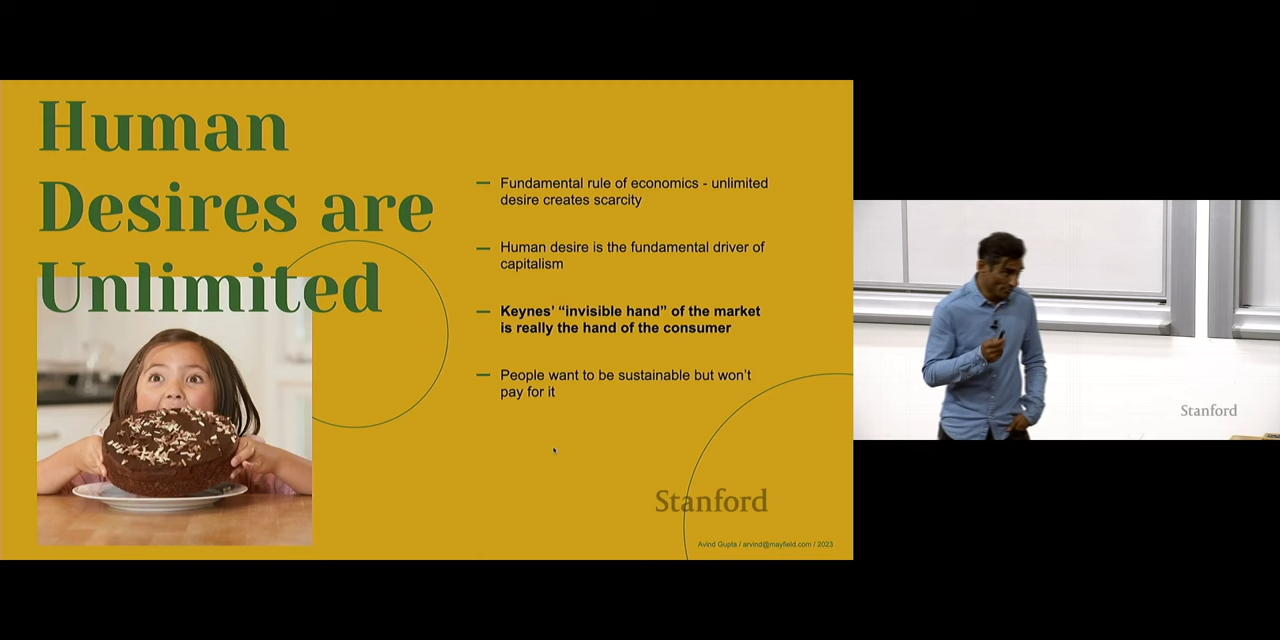 Human
Desires are
Unlimited
Fundamental rule of economics - unlimited
desire creates scarcity
Human desire is the fundamental driver of
capitalism
Keynes’ “invisible hand” of the market
is really the hand of the consumer
People want to be sustainable but won’t
pay for it
Stanford
Avind Gupta / arvind@mayfield.com / 2023
Stanford